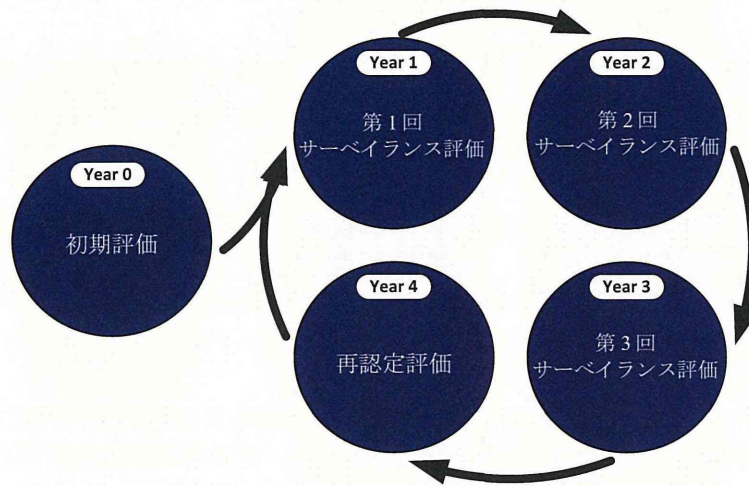 Year 0
初期評価
Year 1
第1回
サーベイランス評価
Year 2
第2回
サーベイランス評価
Year 3
第3回
サーベイランス評価
Year 4
再認定評価